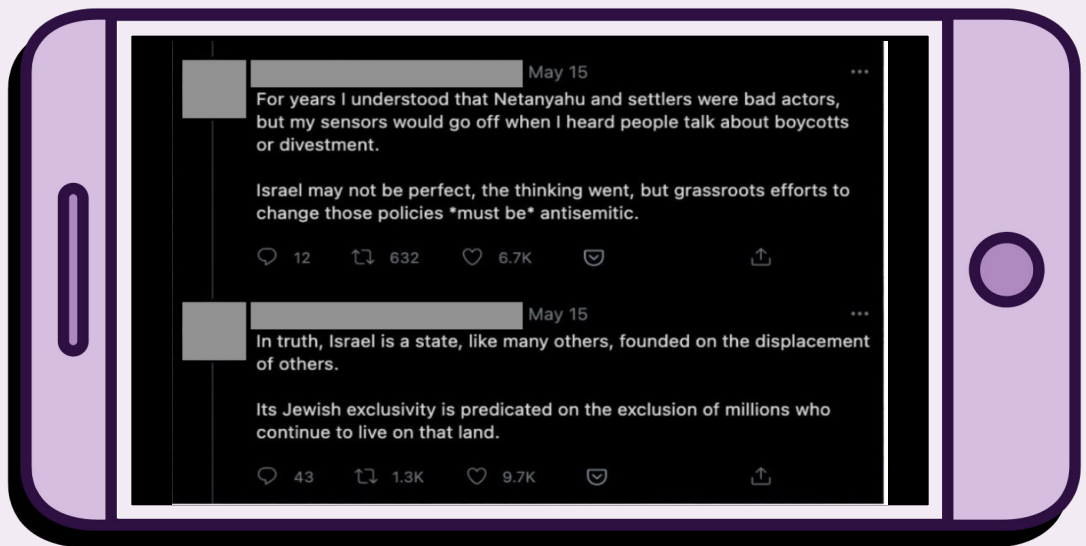 May 15
For years I understood that Netanyahu and settlers were bad actors,
but my sensors would go off when I heard people talk about boycotts
or divestment.
Israel may not be perfect, the thinking went, but grassroots efforts to
change those policies *must be* antisemitic.
12 632 6.7K
May 15
In truth, Israel is a state, like many others, founded on the displacement
of others.
Its Jewish exclusivity is predicated on the exclusion of millions who
continue to live on that land.
43 1.3K 9.7K